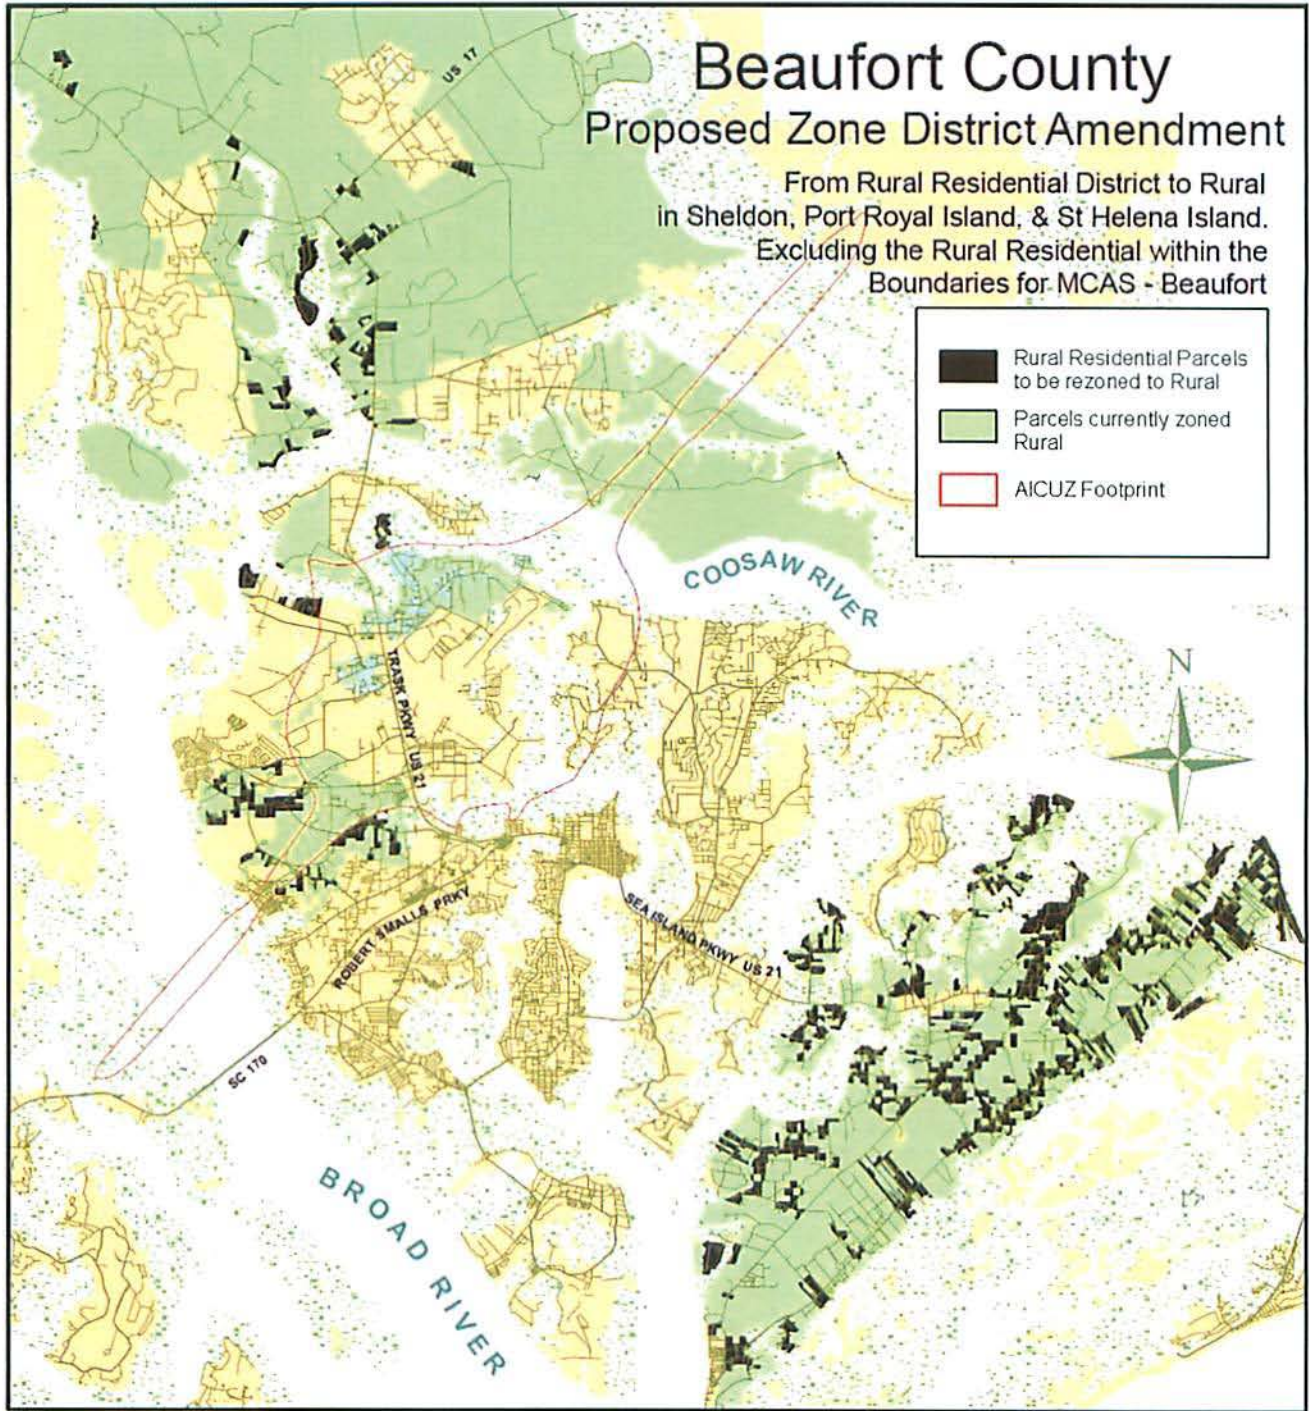 Beaufort County
Proposed Zone District Amendment
From Rural Residential District to Rural
in Sheldon, Port Royal Island, & St Helena Island.
Excluding the Rural Residential within the
Boundaries for MCAS - Beaufort
Rural Residential Parcels
to be rezoned to Rural
Parcels currently zoned
Rural
AICUZ Footprint
US 17
COOSAW RIVER
N
TRASK PKWY US 21
ROBERT SMALLS PRKY
SEA ISLAND PKWY US 21
SC 170
BROAD RIVER